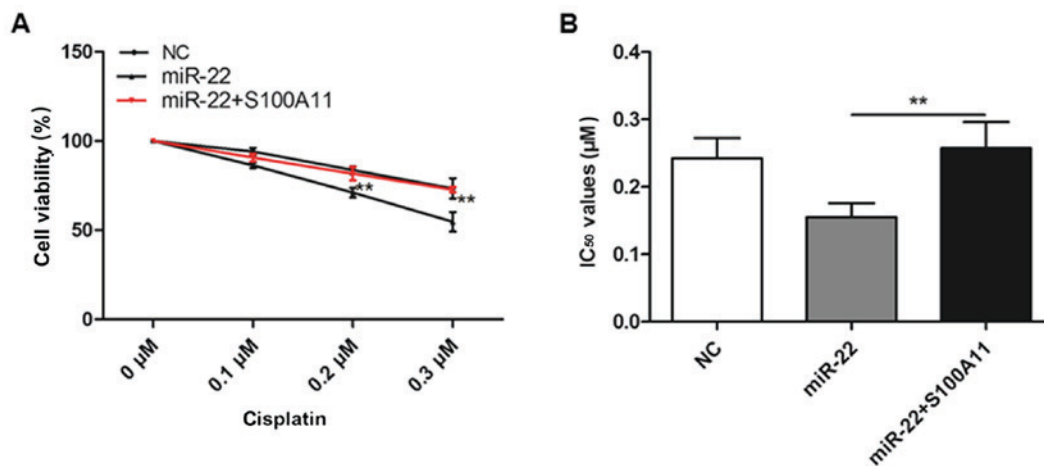 A
Cell viability (%)
150
100
50
0
NC
miR-22
miR-22+S100A11
**
**
0 µM
0.1 µM
0.2 µM
0.3 µM
Cisplatin
B
IC₅₀ values (µM)
0.4
0.3
0.2
0.1
0.0
**
NC
miR-22
miR-22+S100A11